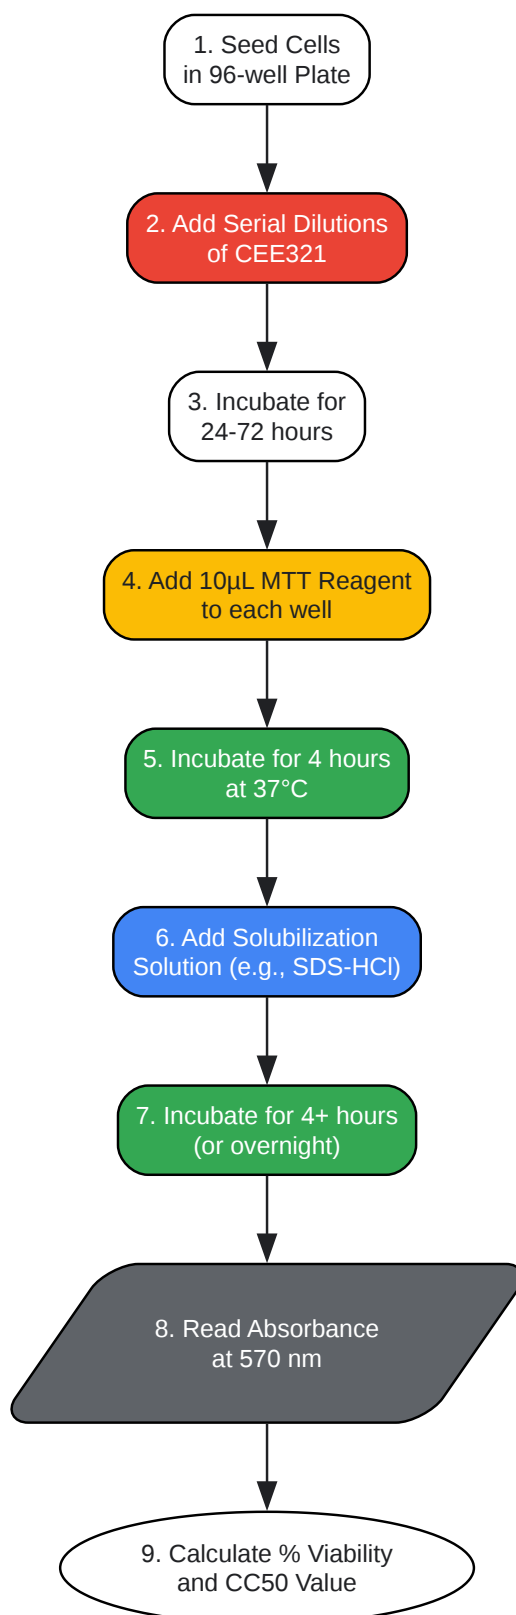 1. Seed Cells
in 96-well Plate
2. Add Serial Dilutions
of CEE321
3. Incubate for
24-72 hours
4. Add 10µL MTT Reagent
to each well
5. Incubate for 4 hours
at 37°C
6. Add Solubilization
Solution (e.g., SDS-HCl)
7. Incubate for 4+ hours
(or overnight)
8. Read Absorbance
at 570 nm
9. Calculate % Viability
and CC50 Value